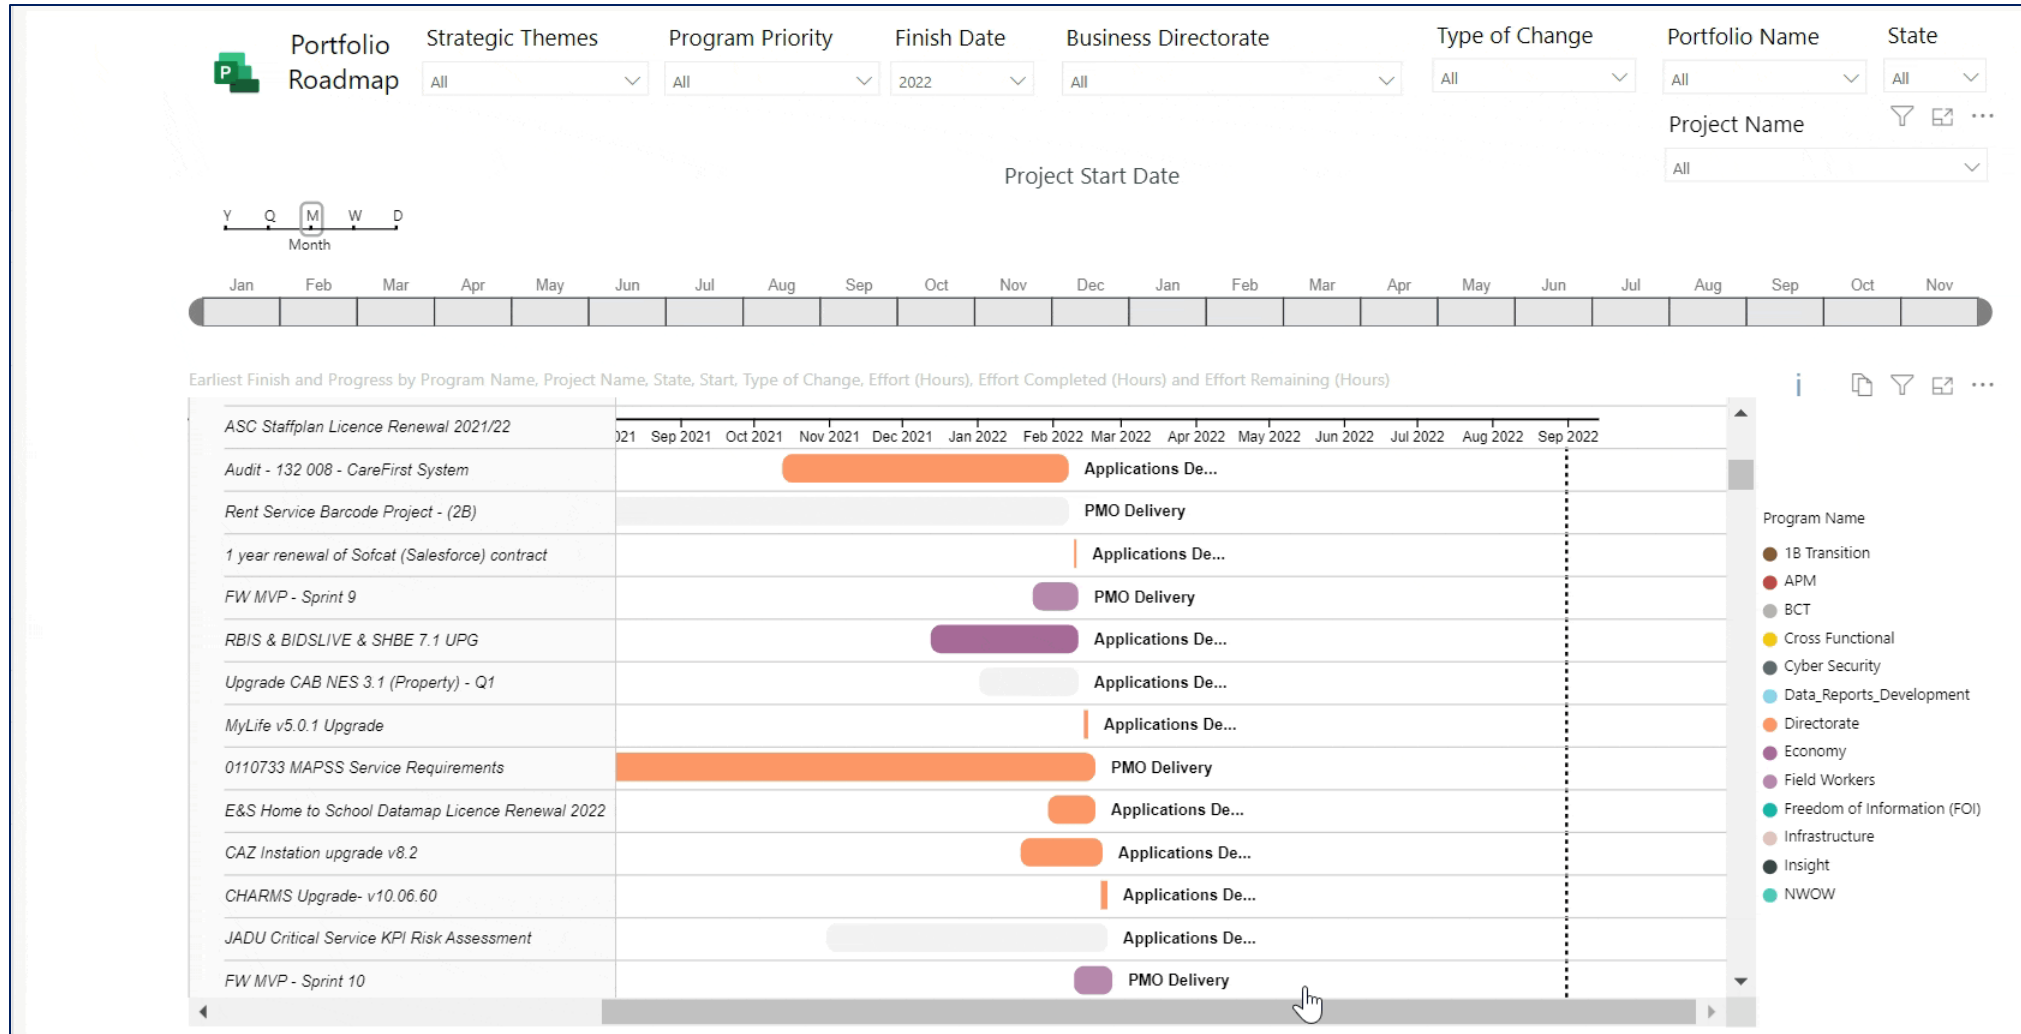 Portfolio
Roadmap
Strategic Themes
All
Program Priority
All
Finish Date
2022
Business Directorate
All
Type of Change
All
Portfolio Name
All
State
All
Project Name
All
Project Start Date
Y Q M W D
Month
Jan Feb Mar Apr May Jun Jul Aug Sep Oct Nov Dec Jan Feb Mar Apr May Jun Jul Aug Sep Oct Nov
Earliest Finish and Progress by Program Name, Project Name, State, Start, Type of Change, Effort (Hours), Effort Completed (Hours) and Effort Remaining (Hours)
021 Sep 2021 Oct 2021 Nov 2021 Dec 2021 Jan 2022 Feb 2022 Mar 2022 Apr 2022 May 2022 Jun 2022 Jul 2022 Aug 2022 Sep 2022
ASC Staffplan Licence Renewal 2021/22
Audit - 132 008 - CareFirst System Applications De...
Rent Service Barcode Project - (2B) PMO Delivery
1 year renewal of Sofcat (Salesforce) contract Applications De...
FW MVP - Sprint 9 PMO Delivery
RBIS & BIDSLIVE & SHBE 7.1 UPG Applications De...
Upgrade CAB NES 3.1 (Property) - Q1 Applications De...
MyLife v5.0.1 Upgrade Applications De...
0110733 MAPSS Service Requirements PMO Delivery
E&S Home to School Datamap Licence Renewal 2022 Applications De...
CAZ Instation upgrade v8.2 Applications De...
CHARMS Upgrade- v10.06.60 Applications De...
JADU Critical Service KPI Risk Assessment Applications De...
FW MVP - Sprint 10 PMO Delivery
Program Name
1B Transition
APM
BCT
Cross Functional
Cyber Security
Data_Reports_Development
Directorate
Economy
Field Workers
Freedom of Information (FOI)
Infrastructure
Insight
NWOW